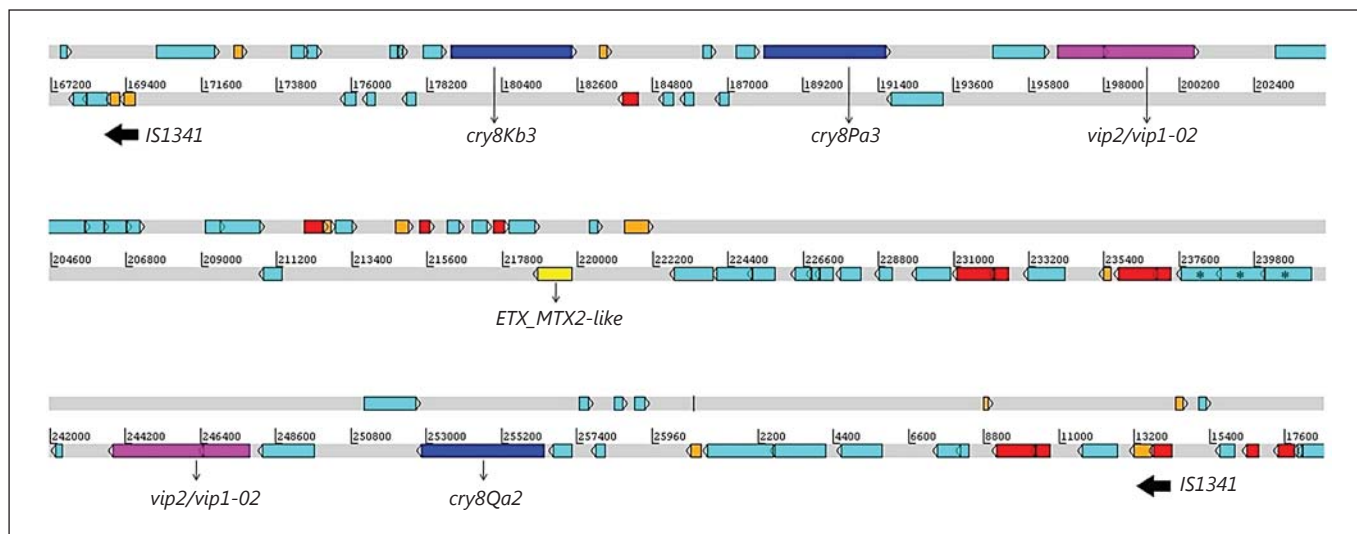 167200 169400 171600 173800 176000 178200 180400 182600 184800 187000 189200 191400 193600 195800 198000 200200 202400
IS1341 cry8Kb3 cry8Pa3 vip2/vip1-02
204600 206800 209000 211200 213400 215600 217800 220000 222200 224400 226600 228800 231000 233200 235400 237600 239800
* * *
ETX_MTX2-like
242000 244200 246400 248600 250800 253000 255200 257400 25960 2200 4400 6600 8800 11000 13200 15400 17600
vip2/vip1-02 cry8Qa2 IS1341